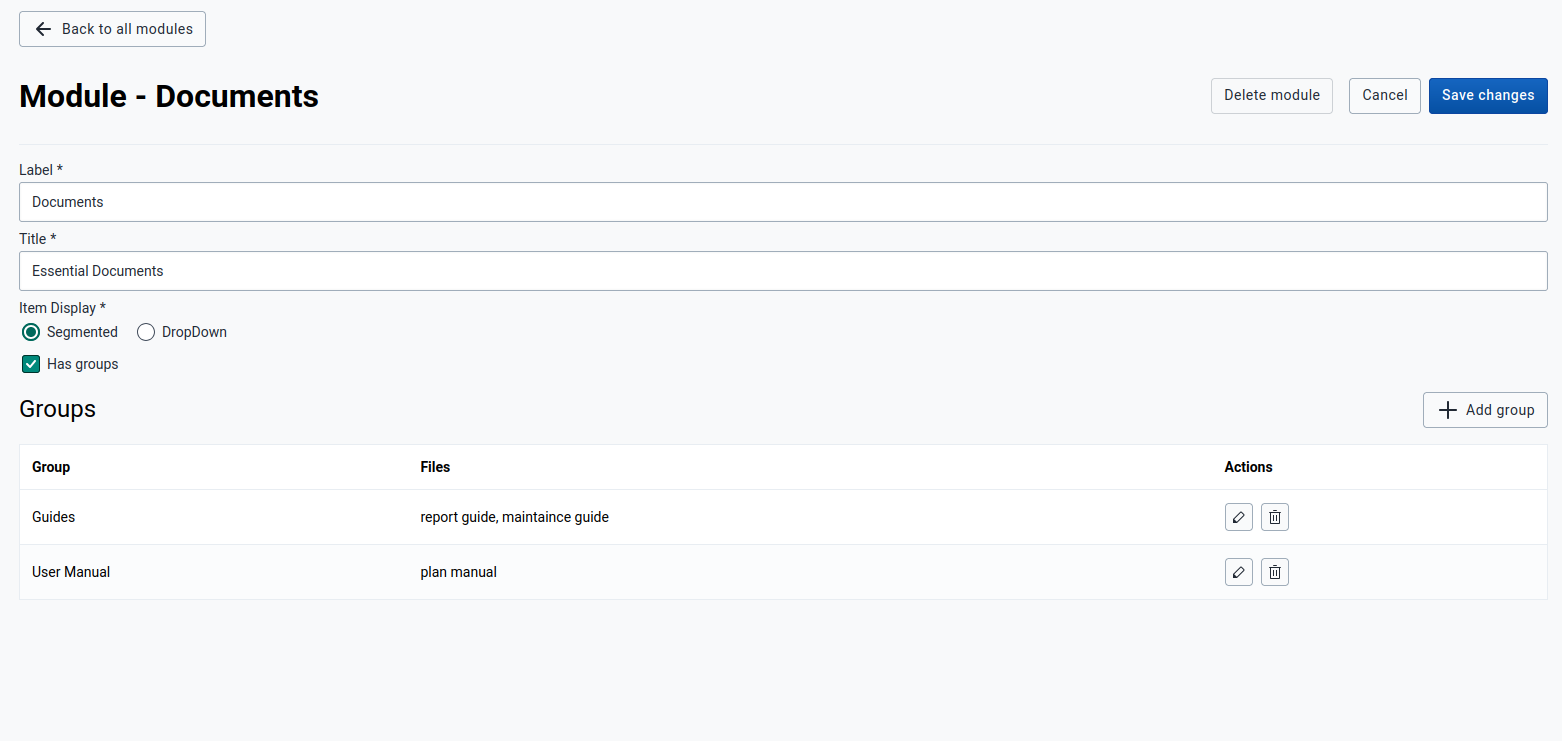 Back to all modules
Module - Documents
Delete module Cancel Save changes
Label *
Documents
Title *
Essential Documents
Item Display *
Segmented DropDown
Has groups
Groups Add group
Group Files Actions
Guides report guide, maintaince guide
User Manual plan manual